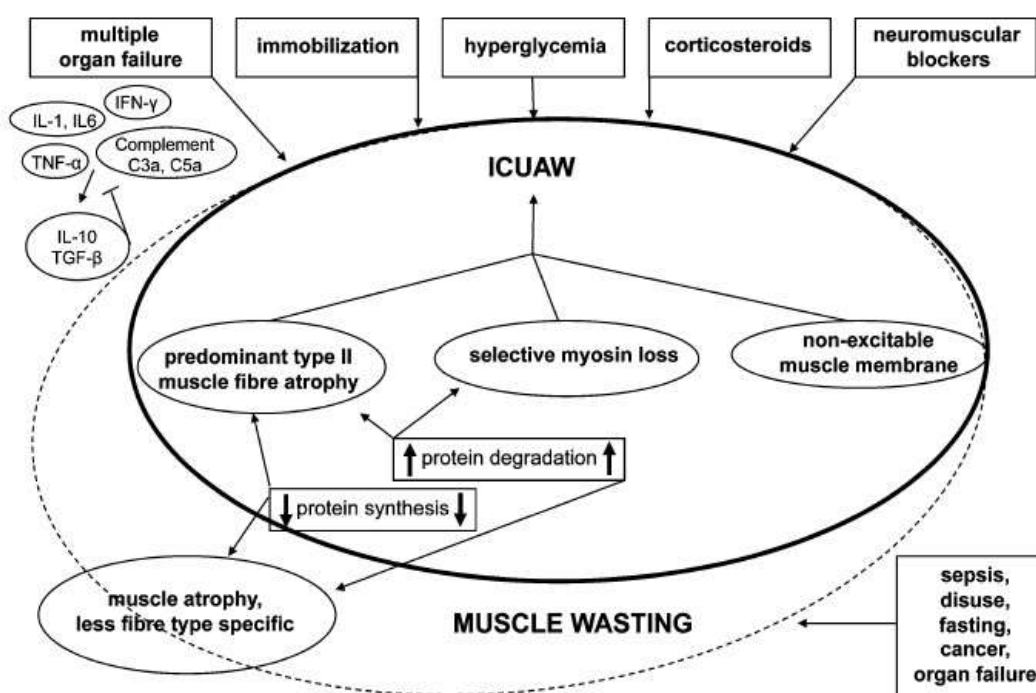 multiple
organ failure
immobilization
hyperglycemia
corticosteroids
neuromuscular
blockers
IFN-γ
IL-1, IL6
TNF-α
Complement
C3a, C5a
IL-10
TGF-β
ICUAW
predominant type II
muscle fibre atrophy
selective myosin loss
non-excitable
muscle membrane
protein degradation
protein synthesis
muscle atrophy,
less fibre type specific
MUSCLE WASTING
sepsis,
disuse,
fasting,
cancer,
organ failure